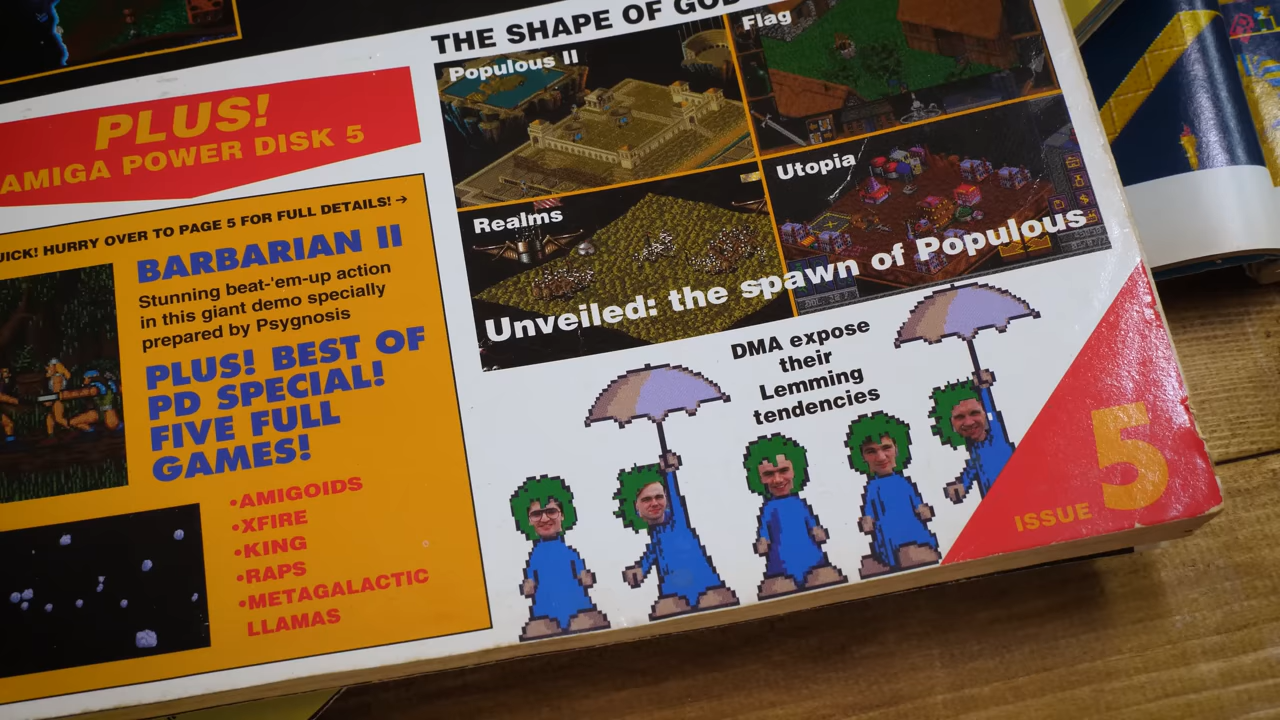 THE SHAPE OF GOD
Populous II
Flag
Realms
Utopia
Unveiled: the spawn of Populous
PLUS!
AMIGA POWER DISK 5
QUICK! HURRY OVER TO PAGE 5 FOR FULL DETAILS! →
BARBARIAN II
Stunning beat-'em-up action
in this giant demo specially
prepared by Psygnosis
PLUS! BEST OF
PD SPECIAL!
FIVE FULL
GAMES!
•AMIGOIDS
•XFIRE
•KING
•RAPS
•METAGALACTIC
LLAMAS
DMA expose
their
Lemming
tendencies
ISSUE 5